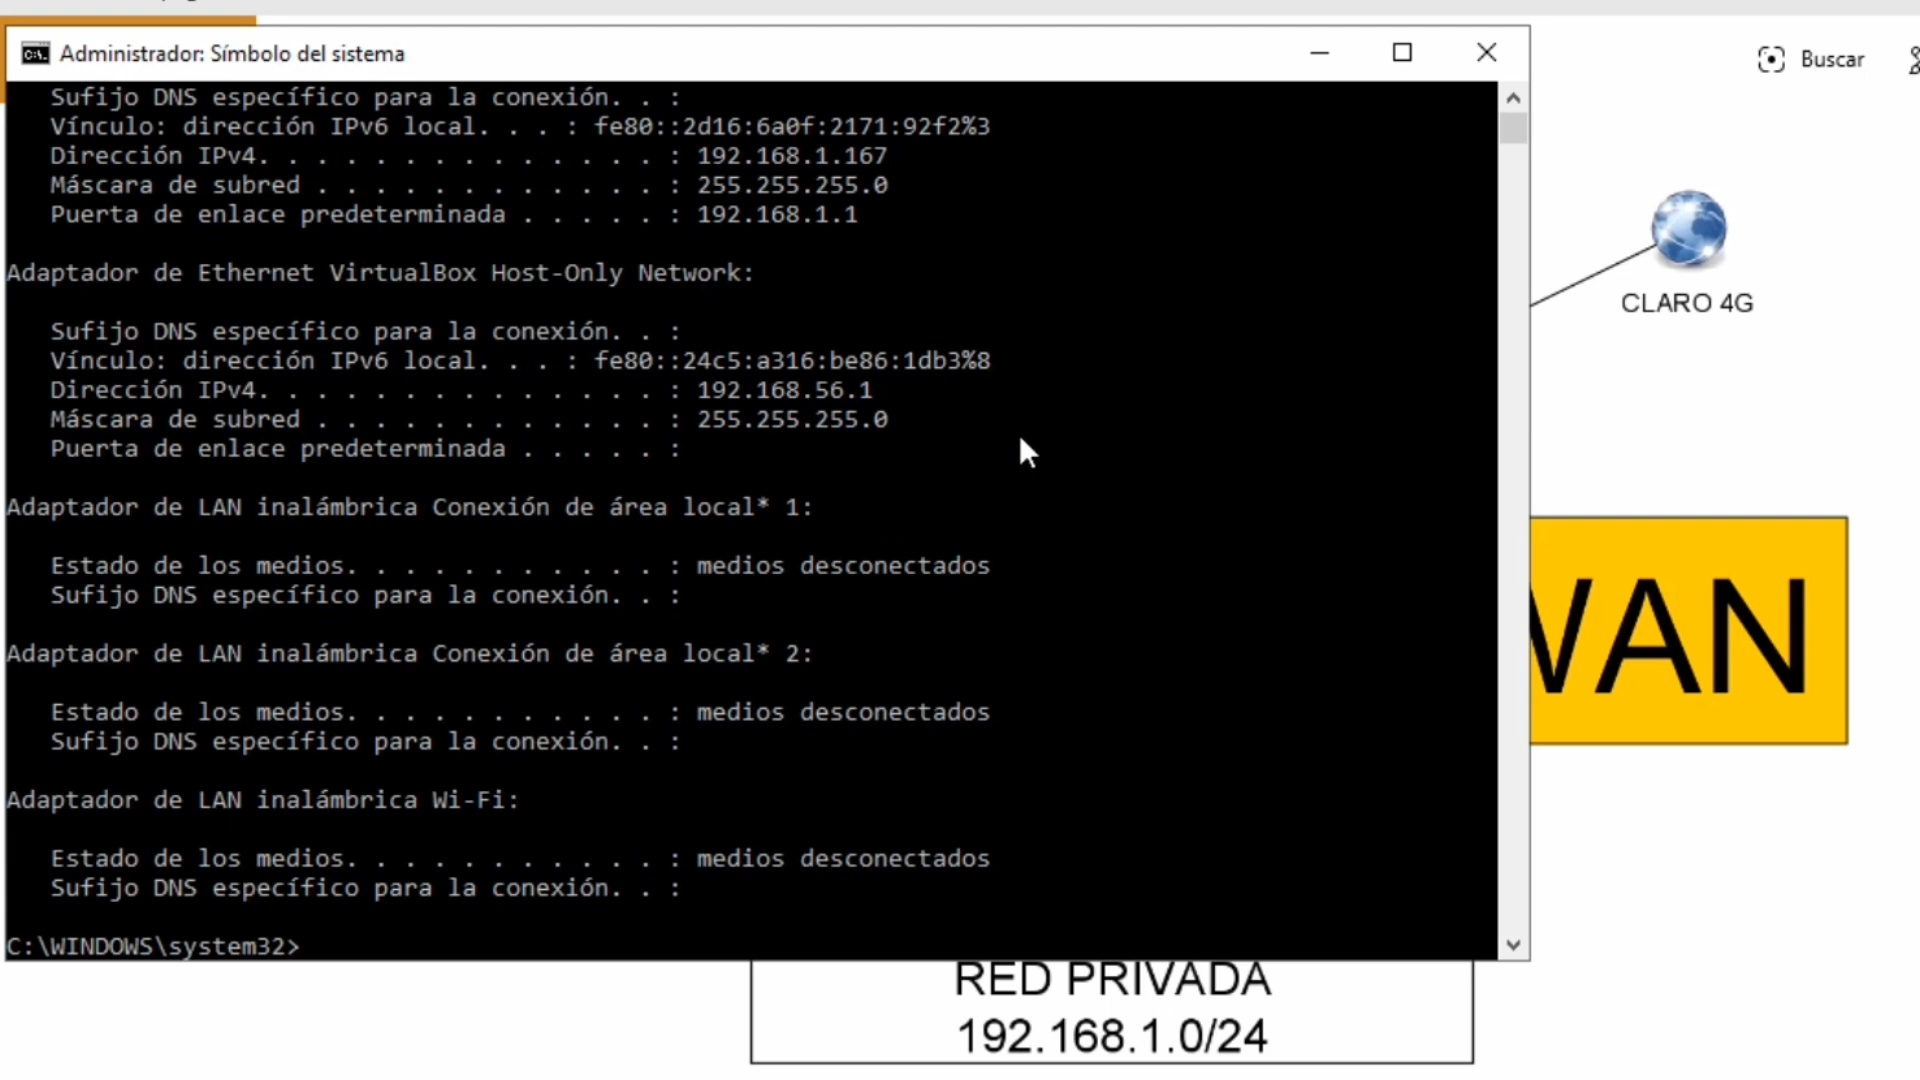 Administrador: Símbolo del sistema
Buscar
Sufijo DNS específico para la conexión. . :
Vínculo: dirección IPv6 local. . . : fe80::2d16:6a0f:2171:92f2%3
Dirección IPv4. . . . . . . . . . . . . . : 192.168.1.167
Máscara de subred . . . . . . . . . . . . : 255.255.255.0
Puerta de enlace predeterminada . . . . . : 192.168.1.1
Adaptador de Ethernet VirtualBox Host-Only Network:
Sufijo DNS específico para la conexión. . :
Vínculo: dirección IPv6 local. . . : fe80::24c5:a316:be86:1db3%8
Dirección IPv4. . . . . . . . . . . . . . : 192.168.56.1
Máscara de subred . . . . . . . . . . . . : 255.255.255.0
Puerta de enlace predeterminada . . . . . :
Adaptador de LAN inalámbrica Conexión de área local* 1:
Estado de los medios. . . . . . . . . . . : medios desconectados
Sufijo DNS específico para la conexión. . :
Adaptador de LAN inalámbrica Conexión de área local* 2:
Estado de los medios. . . . . . . . . . . : medios desconectados
Sufijo DNS específico para la conexión. . :
Adaptador de LAN inalámbrica Wi-Fi:
Estado de los medios. . . . . . . . . . . : medios desconectados
Sufijo DNS específico para la conexión. . :
C:\WINDOWS\system32>
CLARO 4G
WAN
RED PRIVADA
192.168.1.0/24